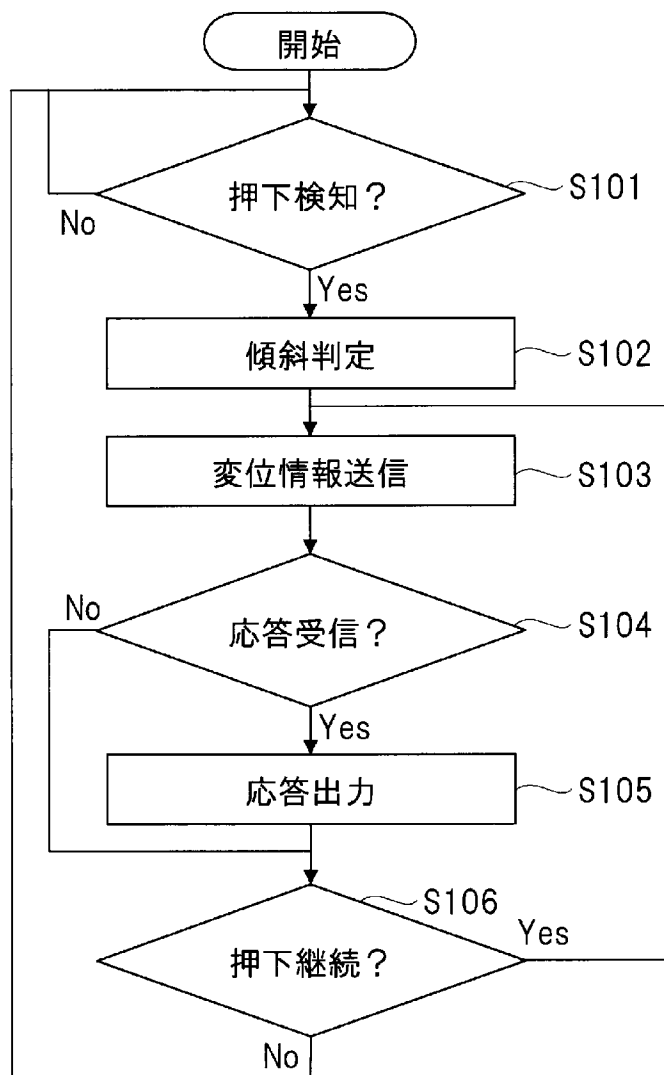 開始
押下検知?
S101
No
Yes
傾斜判定
S102
変位情報送信
S103
No
応答受信?
S104
Yes
応答出力
S105
S106
Yes
押下継続?
No